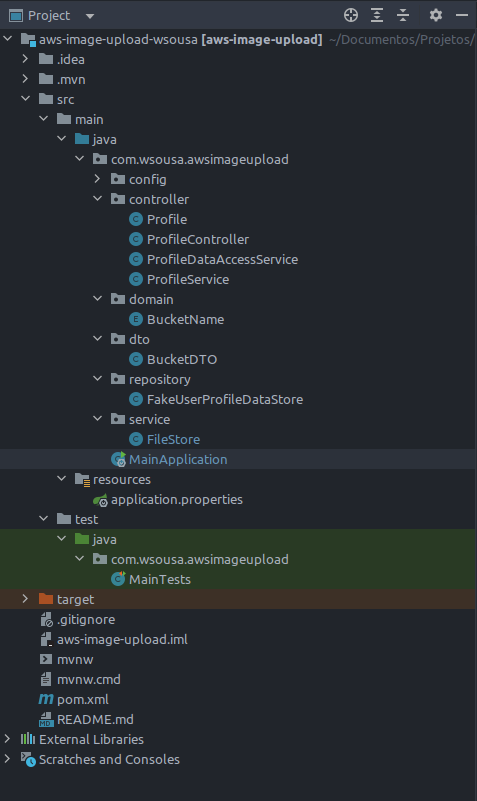 Project
aws-image-upload-wsousa [aws-image-upload] ~/Documentos/Projetos/
.idea
.mvn
src
main
java
com.wsousa.awsimageupload
config
controller
C Profile
C ProfileController
C ProfileDataAccessService
C ProfileService
domain
E BucketName
dto
C BucketDTO
repository
C FakeUserProfileDataStore
service
C FileStore
MainApplication
resources
application.properties
test
java
com.wsousa.awsimageupload
C MainTests
target
.gitignore
aws-image-upload.iml
mvnw
mvnw.cmd
m pom.xml
MD README.md
External Libraries
Scratches and Consoles